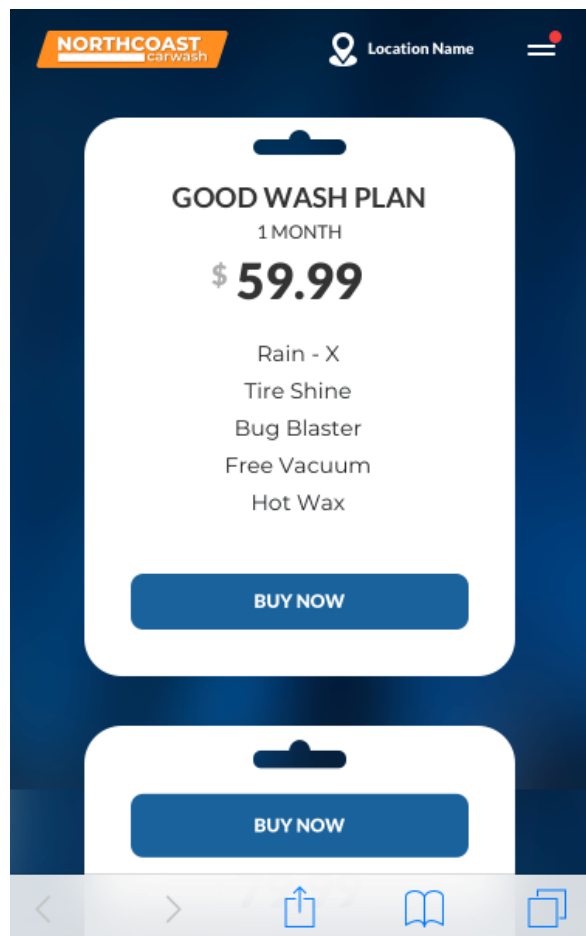 NORTHCOAST
carwash
Location Name
GOOD WASH PLAN
1 MONTH
$ 59.99
Rain - X
Tire Shine
Bug Blaster
Free Vacuum
Hot Wax
BUY NOW
BUY NOW